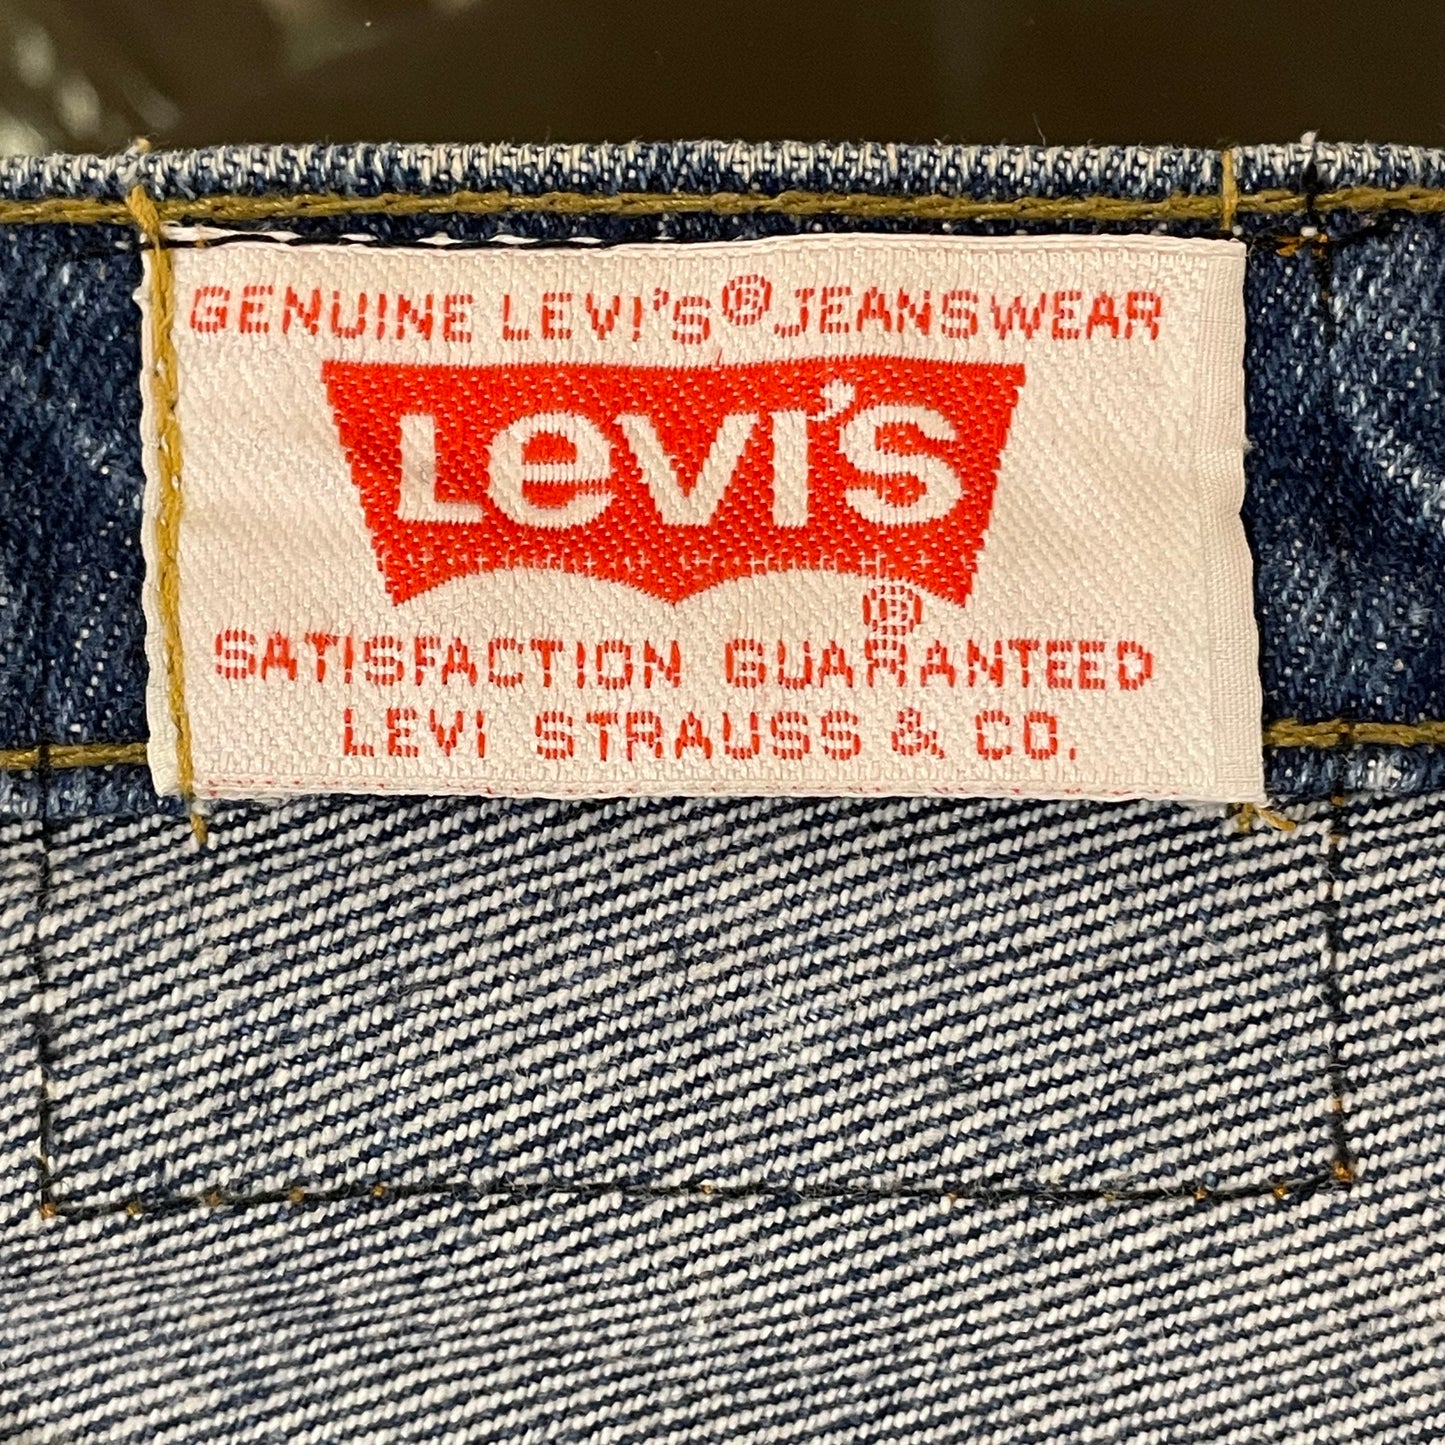 GENUINE LEVI'S® JEANSWEAR
Levi's
®
SATISFACTION GUARANTEED
LEVI STRAUSS & CO.